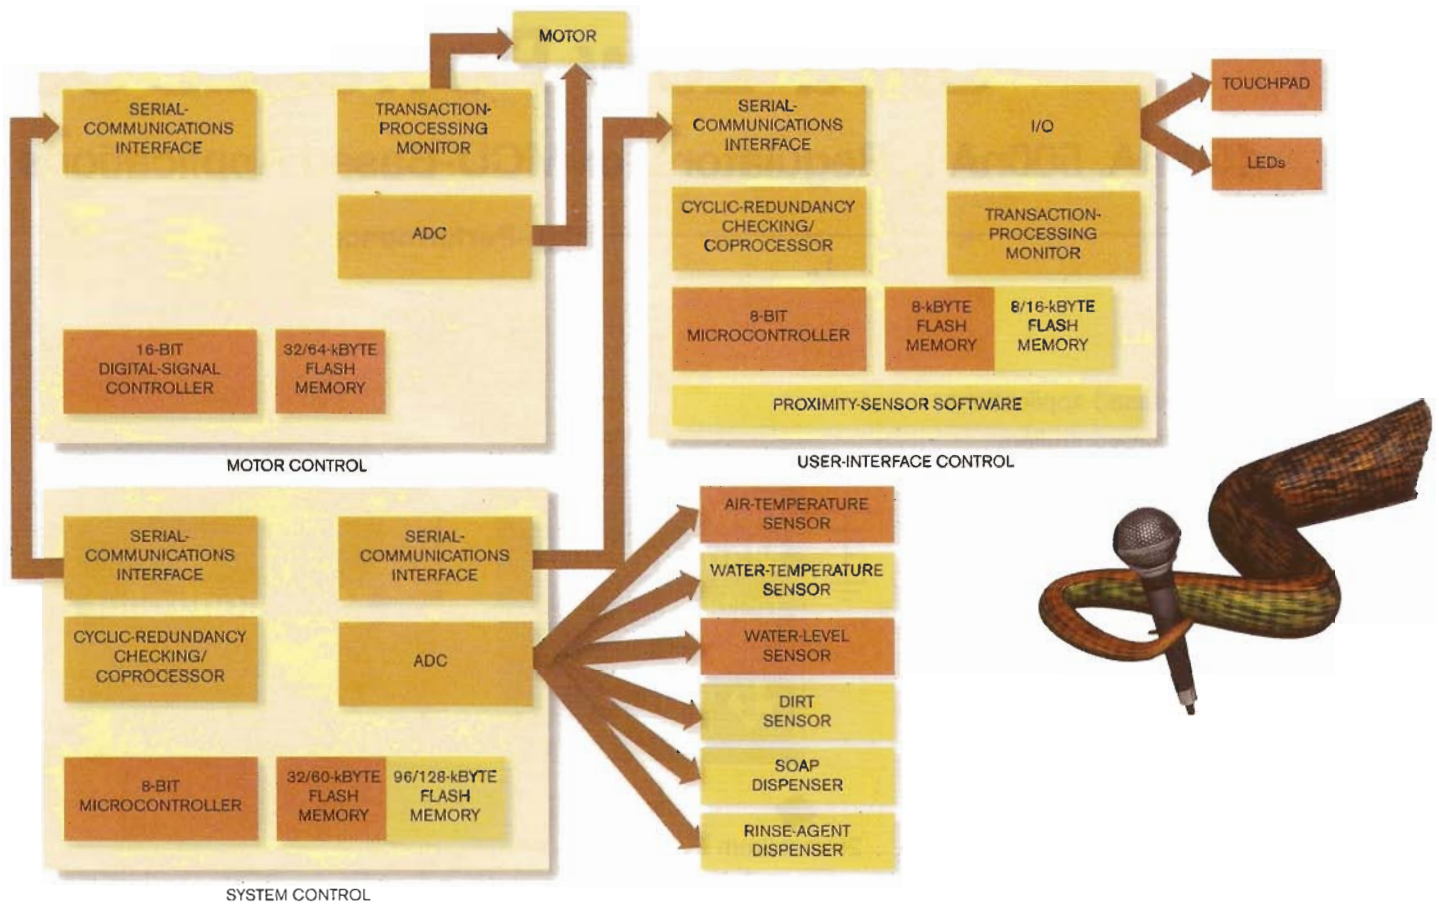 MOTOR
SERIAL-
COMMUNICATIONS
INTERFACE
TRANSACTION-
PROCESSING
MONITOR
ADC
16-BIT
DIGITAL-SIGNAL
CONTROLLER
32/64-kBYTE
FLASH
MEMORY
MOTOR CONTROL
SERIAL-
COMMUNICATIONS
INTERFACE
I/O
TOUCHPAD
LEDs
CYCLIC-REDUNDANCY
CHECKING/
COPROCESSOR
TRANSACTION-
PROCESSING
MONITOR
8-BIT
MICROCONTROLLER
8-kBYTE
FLASH
MEMORY
8/16-kBYTE
FLASH
MEMORY
PROXIMITY-SENSOR SOFTWARE
USER-INTERFACE CONTROL
SERIAL-
COMMUNICATIONS
INTERFACE
SERIAL-
COMMUNICATIONS
INTERFACE
CYCLIC-REDUNDANCY
CHECKING/
COPROCESSOR
ADC
8-BIT
MICROCONTROLLER
32/60-kBYTE
FLASH
MEMORY
96/128-kBYTE
FLASH
MEMORY
SYSTEM CONTROL
AIR-TEMPERATURE
SENSOR
WATER-TEMPERATURE
SENSOR
WATER-LEVEL
SENSOR
DIRT
SENSOR
SOAP
DISPENSER
RINSE-AGENT
DISPENSER